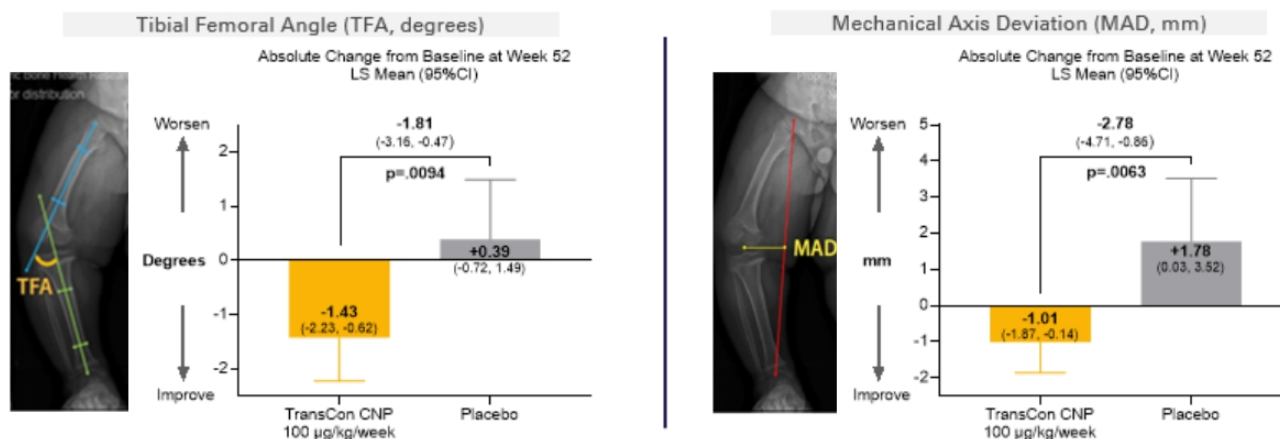 Tibial Femoral Angle (TFA, degrees)
Absolute Change from Baseline at Week 52
LS Mean (95%CI)
or distribution
TFA
Worsen
Degrees
Improve
2
1
0
-1
-2
-1.81
(-3.16, -0.47)
p=.0094
+0.39
(-0.72, 1.49)
-1.43
(-2.23, -0.62)
TransCon CNP
100 µg/kg/week
Placebo
Mechanical Axis Deviation (MAD, mm)
Absolute Change from Baseline at Week 52
LS Mean (95%CI)
MAD
Worsen
mm
Improve
5
4
3
2
1
0
-1
-2
-2.78
(-4.71, -0.86)
p=.0063
+1.78
(0.03, 3.52)
-1.01
(-1.87, -0.14)
TransCon CNP
100 µg/kg/week
Placebo